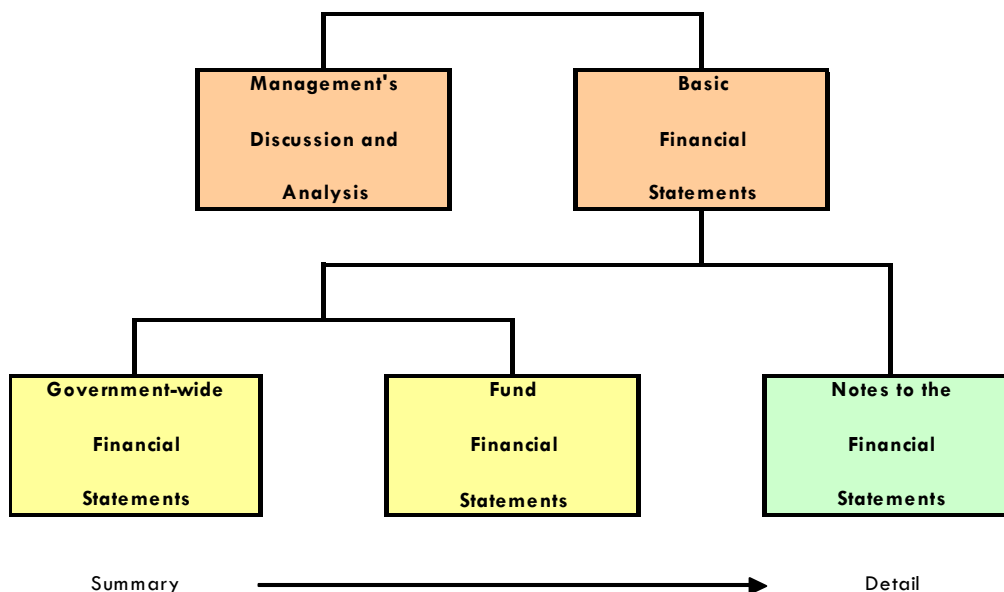 Management's
Discussion and
Analysis
Basic
Financial
Statements
Government-wide
Financial
Statements
Fund
Financial
Statements
Notes to the
Financial
Statements
Summary
Detail